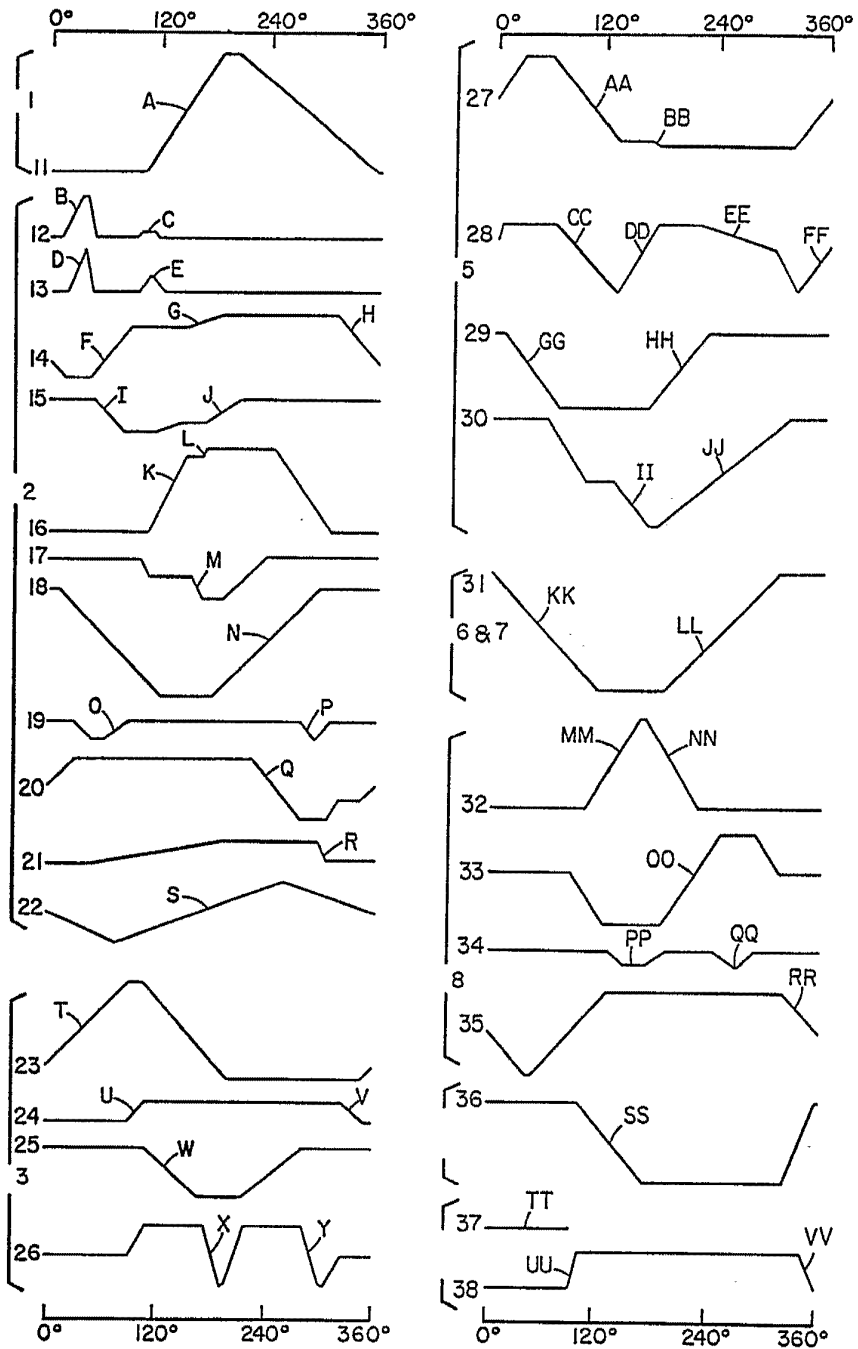 0° 120° 240° 360°
1
A
11
B
C
12
D
E
13
F
G
H
14
15
I
J
L
K
2
16
17
M
18
N
19
O
P
20
Q
21
R
22
S
T
23
U
V
24
25
W
3
X
Y
26
0° 120° 240° 360°
0° 120° 240° 360°
27
AA
BB
28
CC
DD
EE
FF
5
29
GG
HH
30
II
JJ
31
KK
6 & 7
LL
MM
NN
32
33
OO
34
PP
QQ
8
RR
35
36
SS
37
TT
UU
VV
38
0° 120° 240° 360°